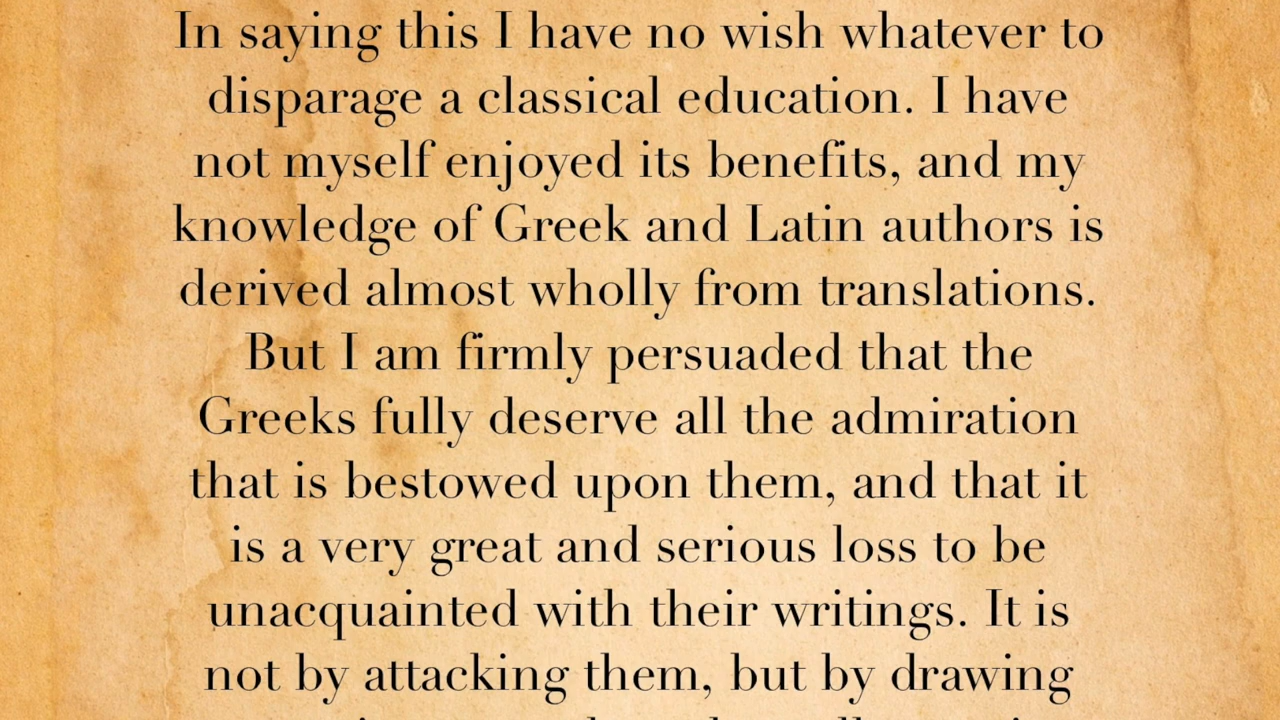 In saying this I have no wish whatever to
disparage a classical education. I have
not myself enjoyed its benefits, and my
knowledge of Greek and Latin authors is
derived almost wholly from translations.
But I am firmly persuaded that the
Greeks fully deserve all the admiration
that is bestowed upon them, and that it
is a very great and serious loss to be
unacquainted with their writings. It is
not by attacking them, but by drawing